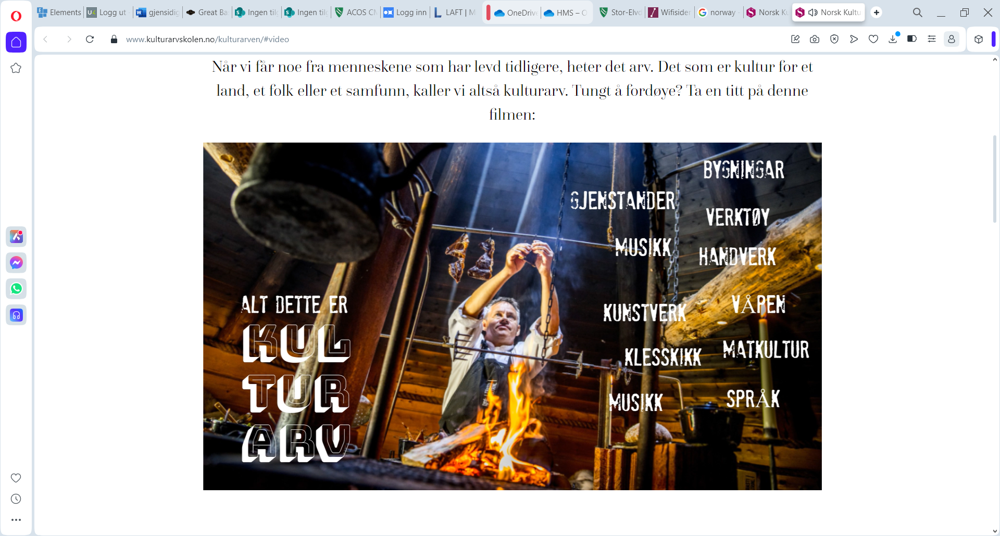 Elements
Logg ut
gjensidig
Great Ba
Ingen til
Ingen til
ACOS
Logg inn
LAFT | M
OneDriv
HMS – O
Stor-Elv
Wifisider
norway
Norsk Ku
Norsk Kultu
www.kulturarvskolen.no/kulturarven/#video
Når vi får noe fra menneskene som har levd tidligere, heter det arv. Det som er kultur for et
land, et folk eller et samfunn, kaller vi altså kulturarv. Tungt å fordøye? Ta en titt på denne
filmen:
BYGNINGAR
GJENSTANDER
VERKTØY
MUSIKK
HANDVERK
ALT DETTE ER
KUL
TUR
ARV
KUNSTVERK
VÅPEN
KLESSKIKK
MATKULTUR
MUSIKK
SPRÅK